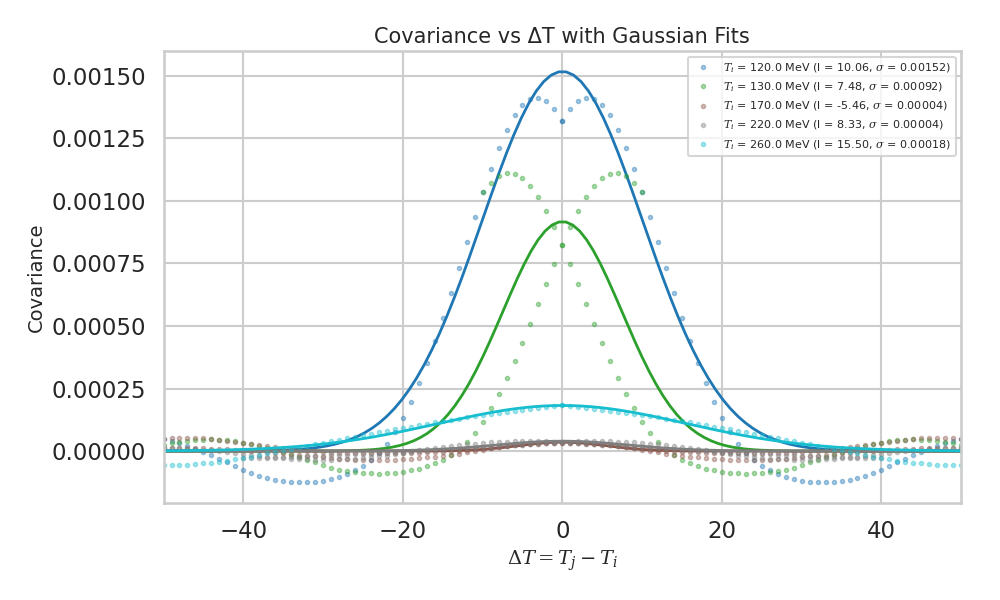 Covariance vs ΔT with Gaussian Fits
0.00150
0.00125
0.00100
0.00075
0.00050
0.00025
0.00000
Covariance
T_i = 120.0 MeV (l = 10.06, σ = 0.00152)
T_i = 130.0 MeV (l = 7.48, σ = 0.00092)
T_i = 170.0 MeV (l = -5.46, σ = 0.00004)
T_i = 220.0 MeV (l = 8.33, σ = 0.00004)
T_i = 260.0 MeV (l = 15.50, σ = 0.00018)
−40 −20 0 20 40
ΔT = T_j − T_i